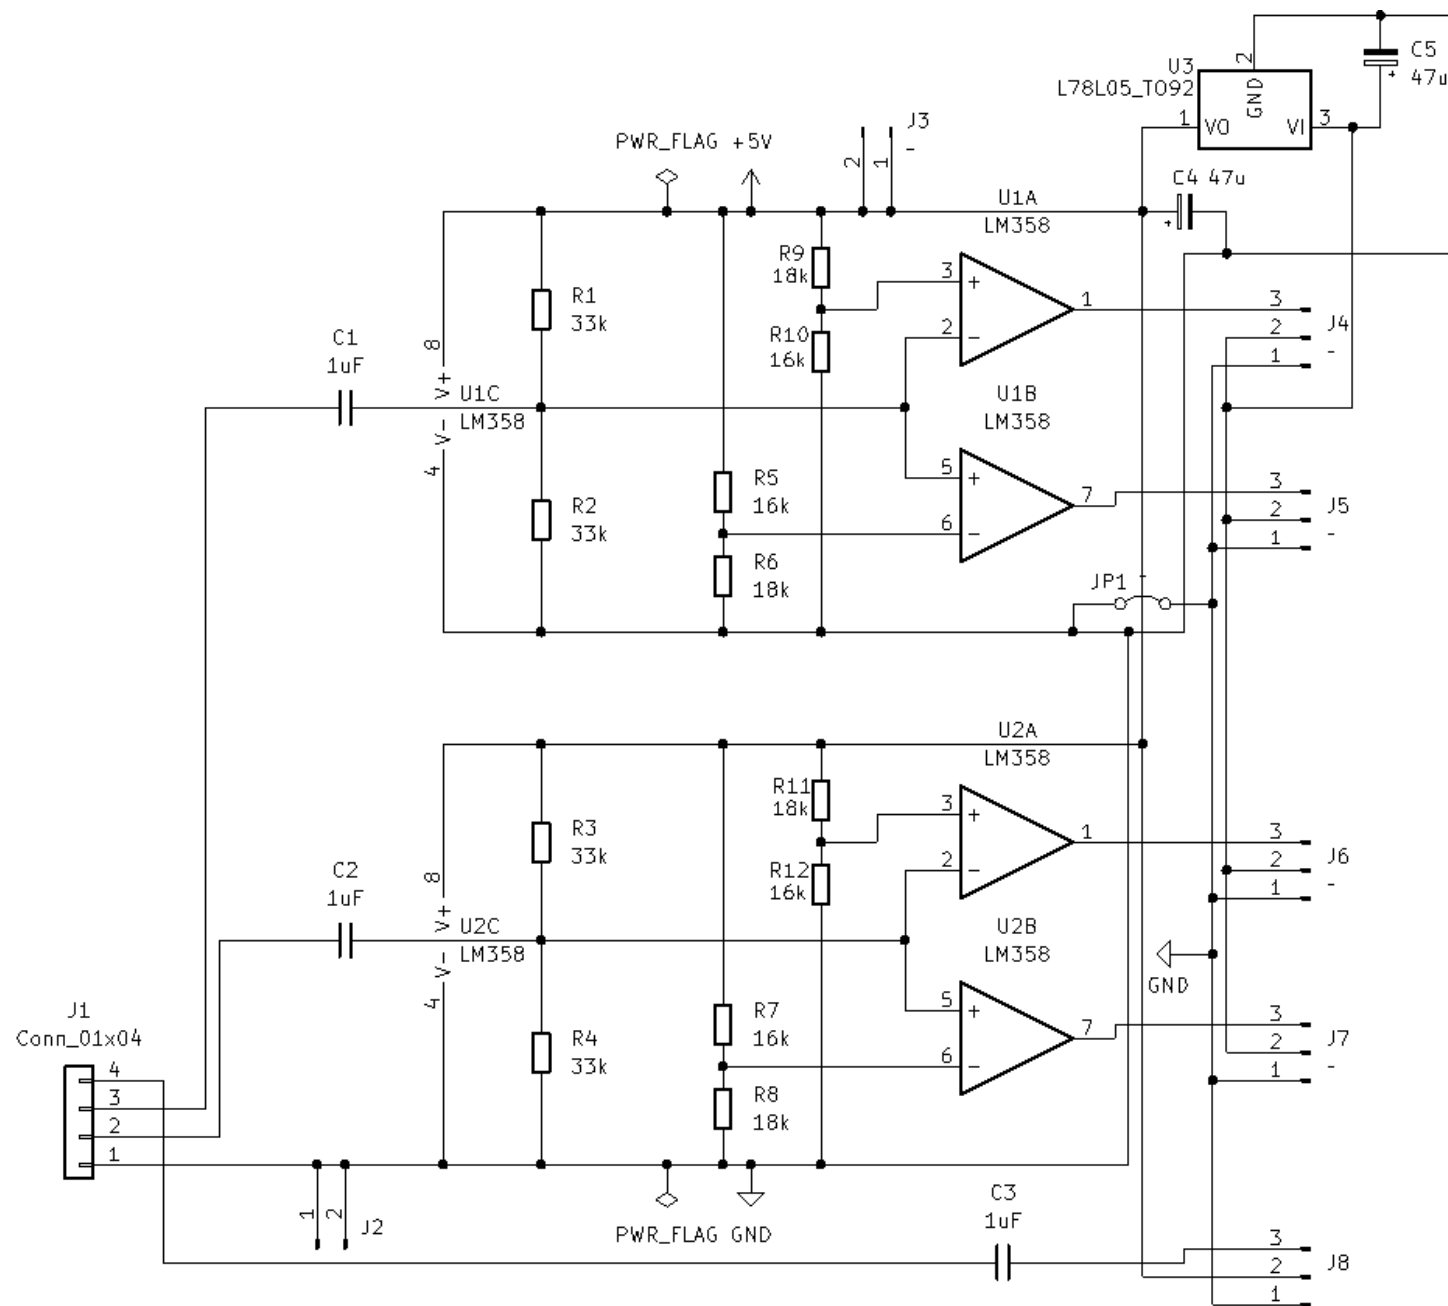 C5
47u
U3
L78L05_TO92
2
GND
1
VO
VI
3
J3
-
2
1
PWR_FLAG +5V
C4 47u
+
+
U1A
LM358
R9
18k
3
+
1
2
-
R10
16k
R1
33k
C1
1uF
8
V+
U1C
LM358
V-
4
3
2
1
J4
-
U1B
LM358
R5
16k
5
+
7
6
-
R2
33k
R6
18k
3
2
1
J5
-
JP1
-
U2A
LM358
R11
18k
3
+
1
2
-
R3
33k
R12
16k
C2
1uF
8
V+
U2C
LM358
V-
4
3
2
1
J6
-
U2B
LM358
GND
R7
16k
5
+
7
6
-
R4
33k
R8
18k
3
2
1
J7
-
J1
Conn_01x04
4
3
2
1
1
2
J2
PWR_FLAG GND
C3
1uF
3
2
1
J8